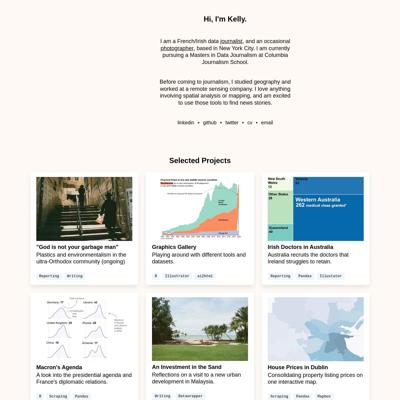 Hi, I'm Kelly.
I am a French/Irish data journalist, and an occasional
photographer, based in New York City. I am currently
pursuing a Masters in Data Journalism at Columbia
Journalism School.
Before coming to journalism, I studied geography and
worked at a remote sensing company. I love anything
involving spatial analysis or mapping, and am excited
to use those tools to find news stories.
linkedin • github • twitter • cv • email
Selected Projects
New South
Wales
Other States
Western Australia
262 medical visas granted*
Queensland
"God is not your garbage man"
Plastics and environmentalism in the
ultra-Orthodox community (ongoing)
Reporting Writing
Graphics Gallery
Playing around with different tools and
datasets.
R Illustrator ai2html
Irish Doctors in Australia
Australia recruits the doctors that
Ireland struggles to retain.
Reporting Pandas Illustator
Macron's Agenda
A look into the presidential agenda and
France's diplomatic relations.
R Scraping Pandas
An Investment in the Sand
Reflections on a visit to a new urban
development in Malaysia.
Writing Datawrapper
House Prices in Dublin
Consolidating property listing prices on
one interactive map.
Scraping Pandas Mapbox